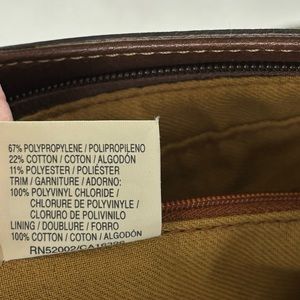 67% POLYPROPYLENE / POLIPROPILENO
22% COTTON / COTON / ALGODÓN
11% POLYESTER / POLIÉSTER
TRIM / GARNITURE / ADORNO:
100% POLYVINYL CHLORIDE /
CHLORURE DE POLYVINYLE /
CLORURO DE POLIVINILO
LINING / DOUBLURE / FORRO
100% COTTON / COTON / ALGODÓN